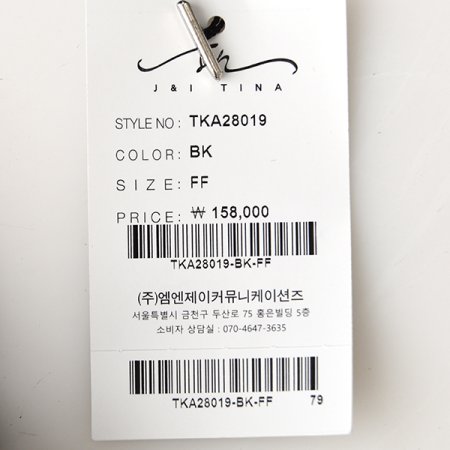 J & I TINA
STYLE NO : TKA28019
COLOR : BK
SIZE : FF
PRICE : ₩ 158,000
TKA28019-BK-FF
(주)엠엔제이커뮤니케이션즈
서울특별시 금천구 두산로 75 홍은빌딩 5층
소비자 상담실 : 070-4647-3635
TKA28019-BK-FF 79